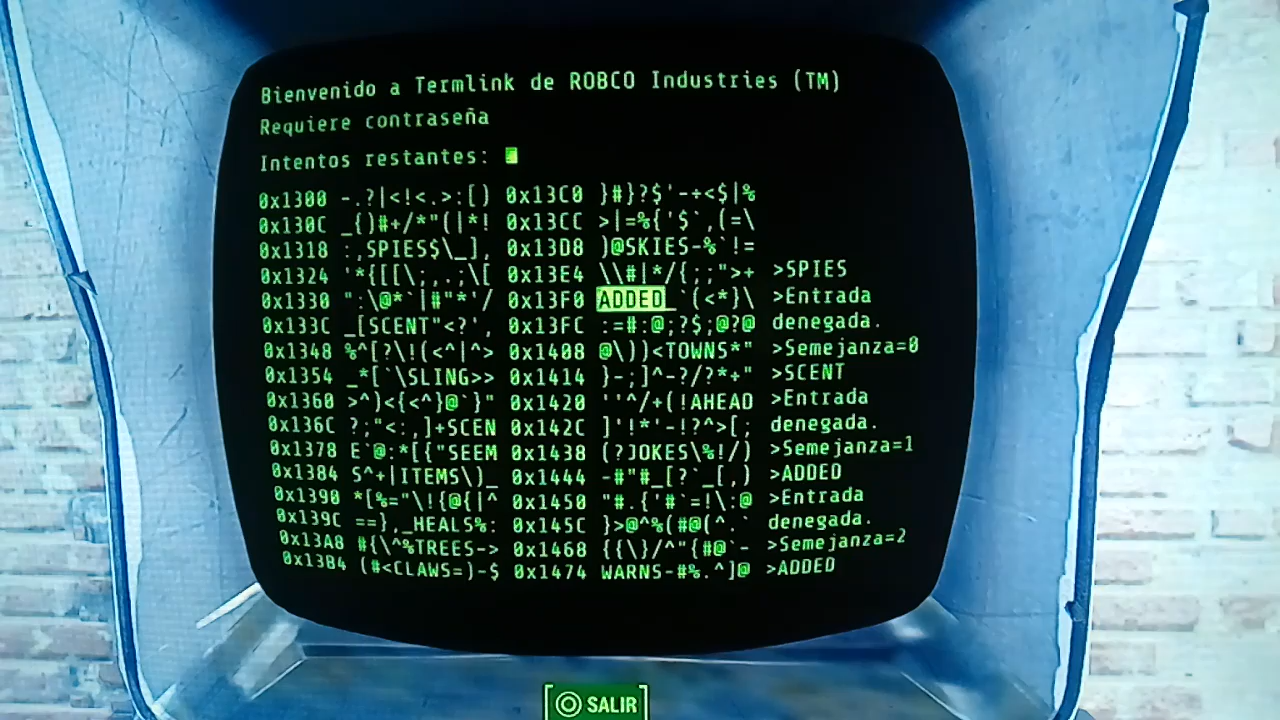 Bienvenido a Termlink de ROBCO Industries (TM)
Requiere contraseña
Intentos restantes:
0x1300 -.?|<!<.>:[) 0x13C0 }#}?$'-+<$|%
0x130C _{)#+/*"(|*! 0x13CC >|=%{'$`,(=\
0x1318 :,SPIES$\_], 0x13D8 )@SKIES-%`!=
0x1324 '*{[[\;,.;\[ 0x13E4 \\#|*/{;;">+ >SPIES
0x1330 ":\@*`|#"*'/ 0x13F0 ADDED_`(<*)\ >Entrada
0x133C _[SCENT"<?', 0x13FC :=#:@;?$;@?@ denegada.
0x1348 %^[?\!(<^|^> 0x1408 @\))<TOWNS*" >Semejanza=0
0x1354 _*[`\SLING>> 0x1414 }-;]^-?/?*+" >SCENT
0x1360 >^)<{<^}@`}" 0x1420 ''^/+(!AHEAD >Entrada
0x136C ?;"<:,]+SCEN 0x142C ]'!*'-!?^>[; denegada.
0x1378 E`@:*[{"SEEM 0x1438 (?JOKES\%!/) >Semejanza=1
0x1384 S^+|ITEMS\)_ 0x1444 -#"#_[?`_[,) >ADDED
0x1390 *[%="\!{@{|^ 0x1450 "#.{'#`=!\:@ >Entrada
0x139C ==},_HEALS%: 0x145C }>@^%(#@(^.` denegada.
0x13A8 #{\^%TREES-> 0x1468 {{\}/^"{#@`- >Semejanza=2
0x13B4 (#<CLAWS=)-$ 0x1474 WARNS-#%.^]@ >ADDED
SALIR